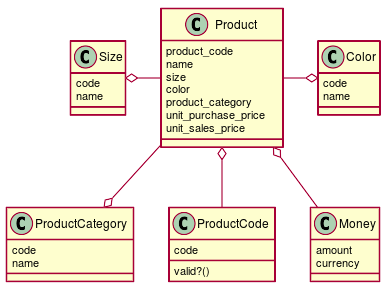 C Product
product_code
name
size
color
product_category
unit_purchase_price
unit_sales_price
C Size
code
name
C Color
code
name
C ProductCategory
code
name
C ProductCode
code
valid?()
C Money
amount
currency